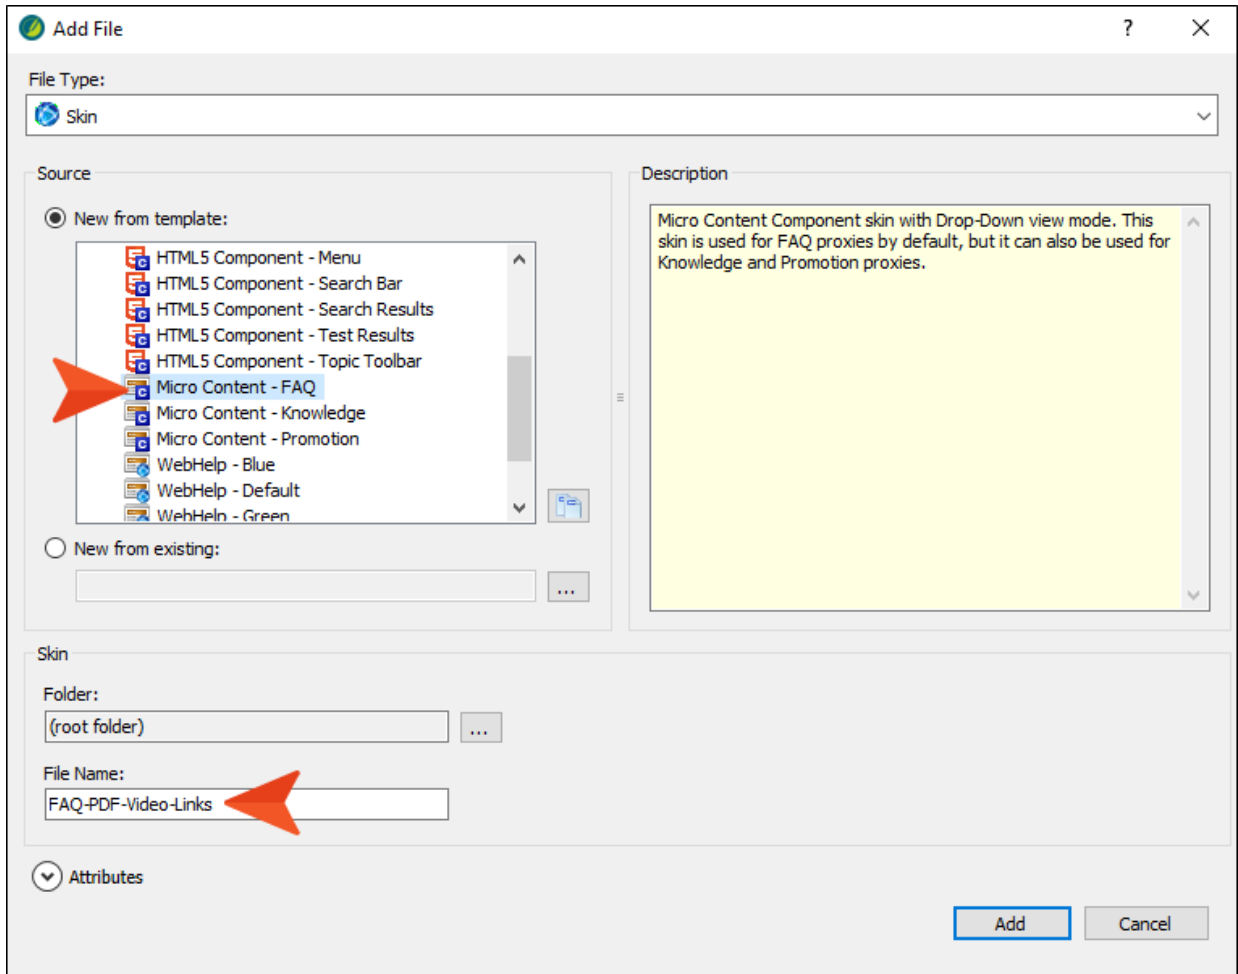 Add File
?
File Type:
Skin
Source
New from template:
HTML5 Component - Menu
HTML5 Component - Search Bar
HTML5 Component - Search Results
HTML5 Component - Test Results
HTML5 Component - Topic Toolbar
Micro Content - FAQ
Micro Content - Knowledge
Micro Content - Promotion
WebHelp - Blue
WebHelp - Default
WebHelp - Green
New from existing:
...
Description
Micro Content Component skin with Drop-Down view mode. This
skin is used for FAQ proxies by default, but it can also be used for
Knowledge and Promotion proxies.
Skin
Folder:
(root folder)
...
File Name:
FAQ-PDF-Video-Links
Attributes
Add
Cancel